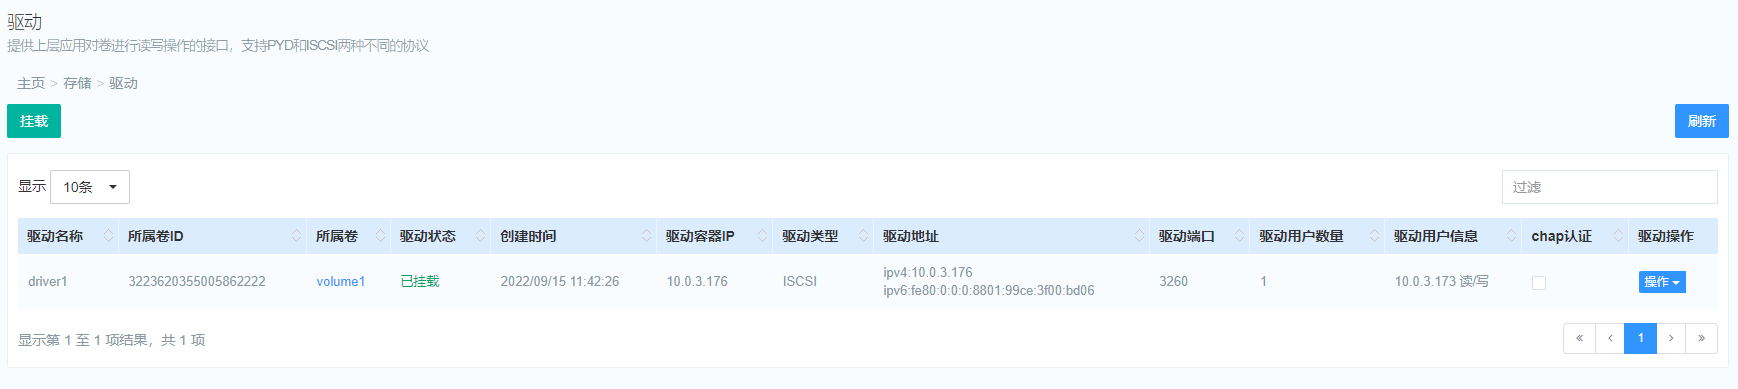 驱动
提供上层应用对卷进行读写操作的接口，支持PYD和ISCSI两种不同的协议
主页 > 存储 > 驱动
挂载 刷新
显示 10条 过滤
驱动名称 所属卷ID 所属卷 驱动状态 创建时间 驱动容器IP 驱动类型 驱动地址 驱动端口 驱动用户数量 驱动用户信息 chap认证 驱动操作
driver1 3223620355005862222 volume1 已挂载 2022/09/15 11:42:26 10.0.3.176 ISCSI ipv4:10.0.3.176 3260 1 10.0.3.173 读/写 操作
ipv6:fe80:0:0:0:8801:99ce:3f00:bd06
显示第 1 至 1 项结果，共 1 项 « ‹ 1 › »